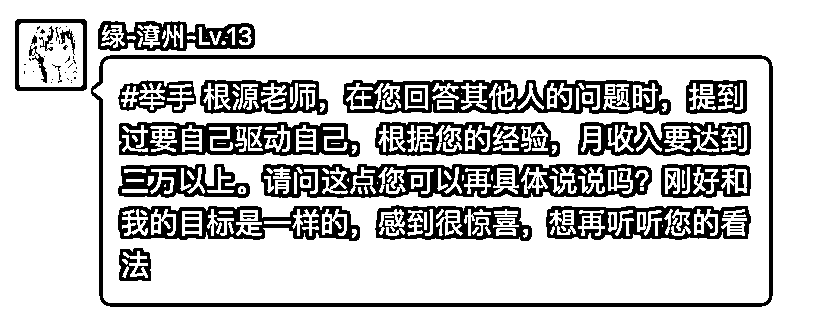 绿-漳州-Lv.13
#举手 根源老师，在您回答其他人的问题时，提到
过要自己驱动自己，根据您的经验，月收入要达到
三万以上。请问这点您可以再具体说说吗？刚好和
我的目标是一样的，感到很惊喜，想再听听您的看
法